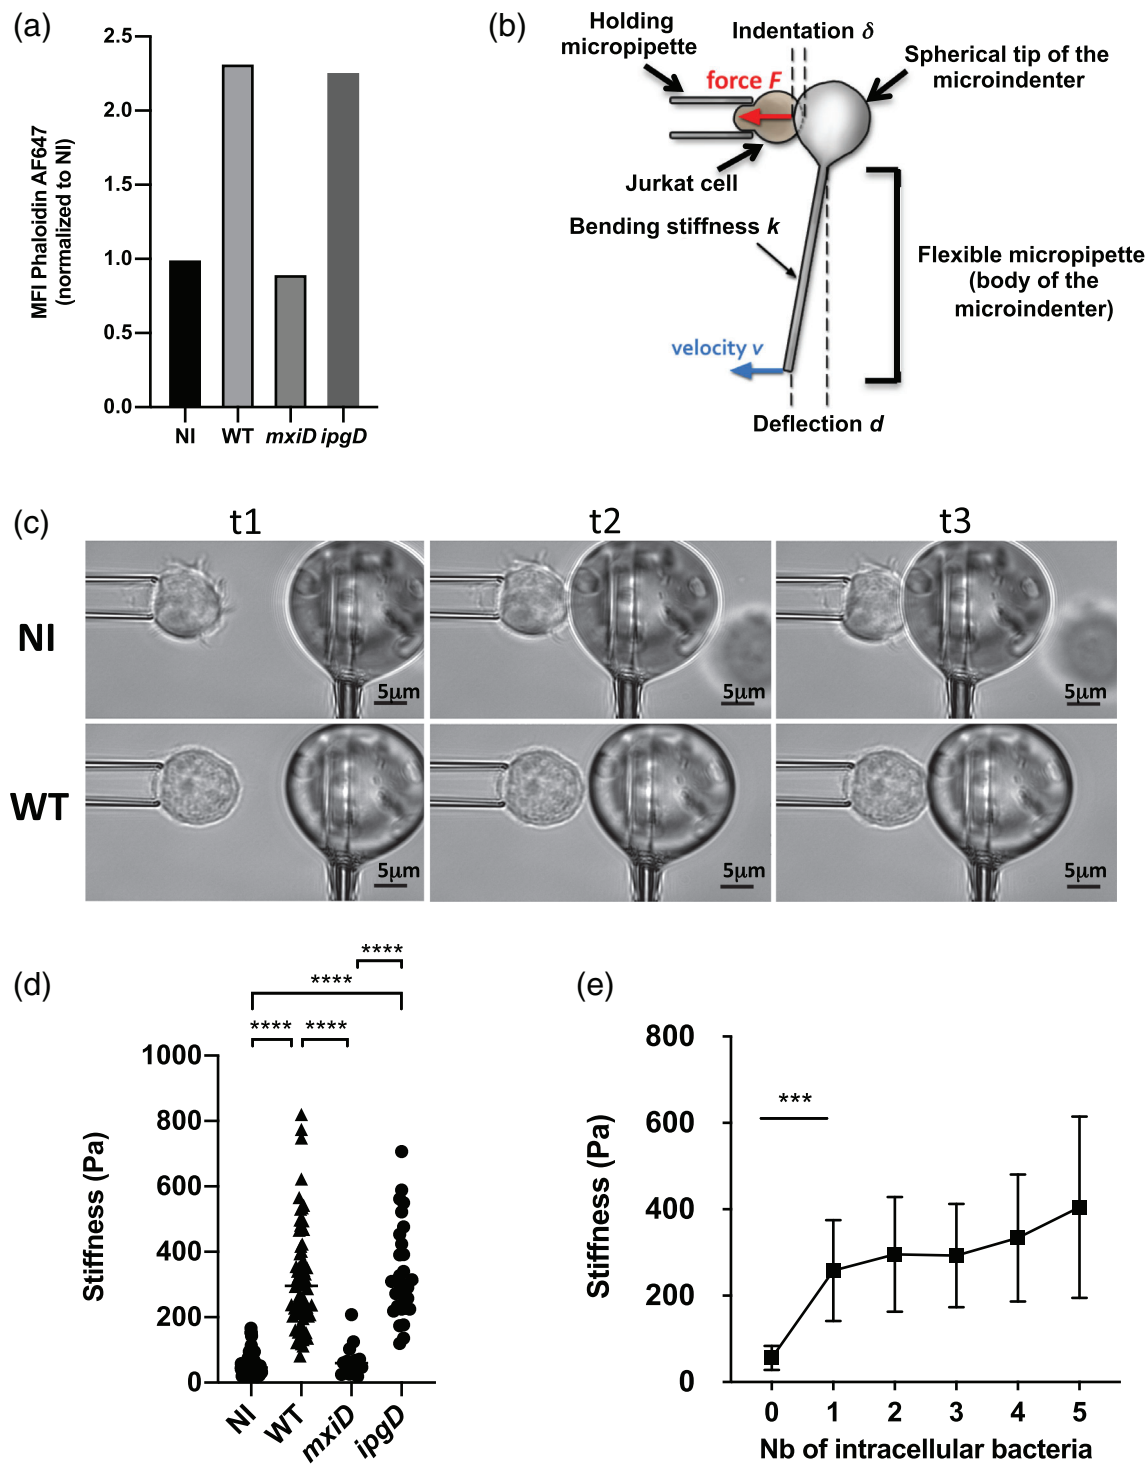 (a)
2.5
2.0
1.5
1.0
0.5
0.0
MFI Phaloidin AF647
(normalized to NI)
NI WT mxiD ipgD
(b)
Holding
micropipette
Indentation δ
Spherical tip of the
microindenter
force F
Jurkat cell
Bending stiffness k
Flexible micropipette
(body of the
microindenter)
velocity v
Deflection d
(c)
t1 t2 t3
NI
5µm 5µm 5µm
WT
5µm 5µm 5µm
(d)
****
****
**** ****
1000
800
600
400
200
0
Stiffness (Pa)
NI WT mxiD ipgD
(e)
800
600
400
200
0
Stiffness (Pa)
***
0 1 2 3 4 5
Nb of intracellular bacteria